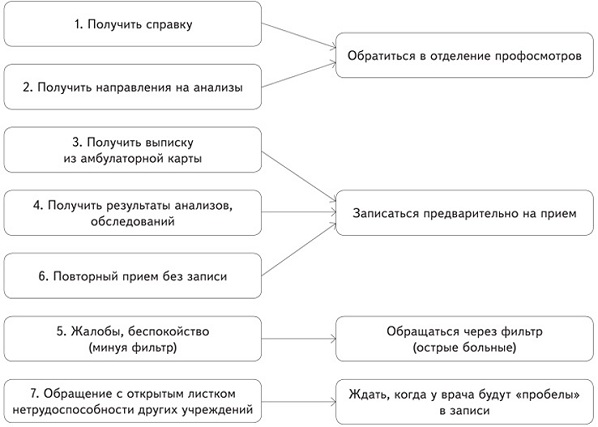 1. Получить справку
Обратиться в отделение профосмотров
2. Получить направления на анализы
3. Получить выписку
из амбулаторной карты
4. Получить результаты анализов,
обследований
Записаться предварительно на прием
6. Повторный прием без записи
5. Жалобы, беспокойство
(минуя фильтр)
Обращаться через фильтр
(острые больные)
7. Обращение с открытым листком
нетрудоспособности других учреждений
Ждать, когда у врача будут «пробелы»
в записи